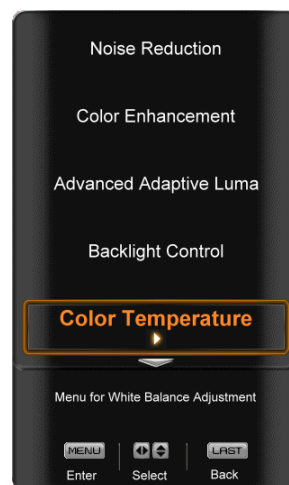 Noise Reduction
Color Enhancement
Advanced Adaptive Luma
Backlight Control
Color Temperature
Menu for White Balance Adjustment
MENU LAST
Enter Select Back